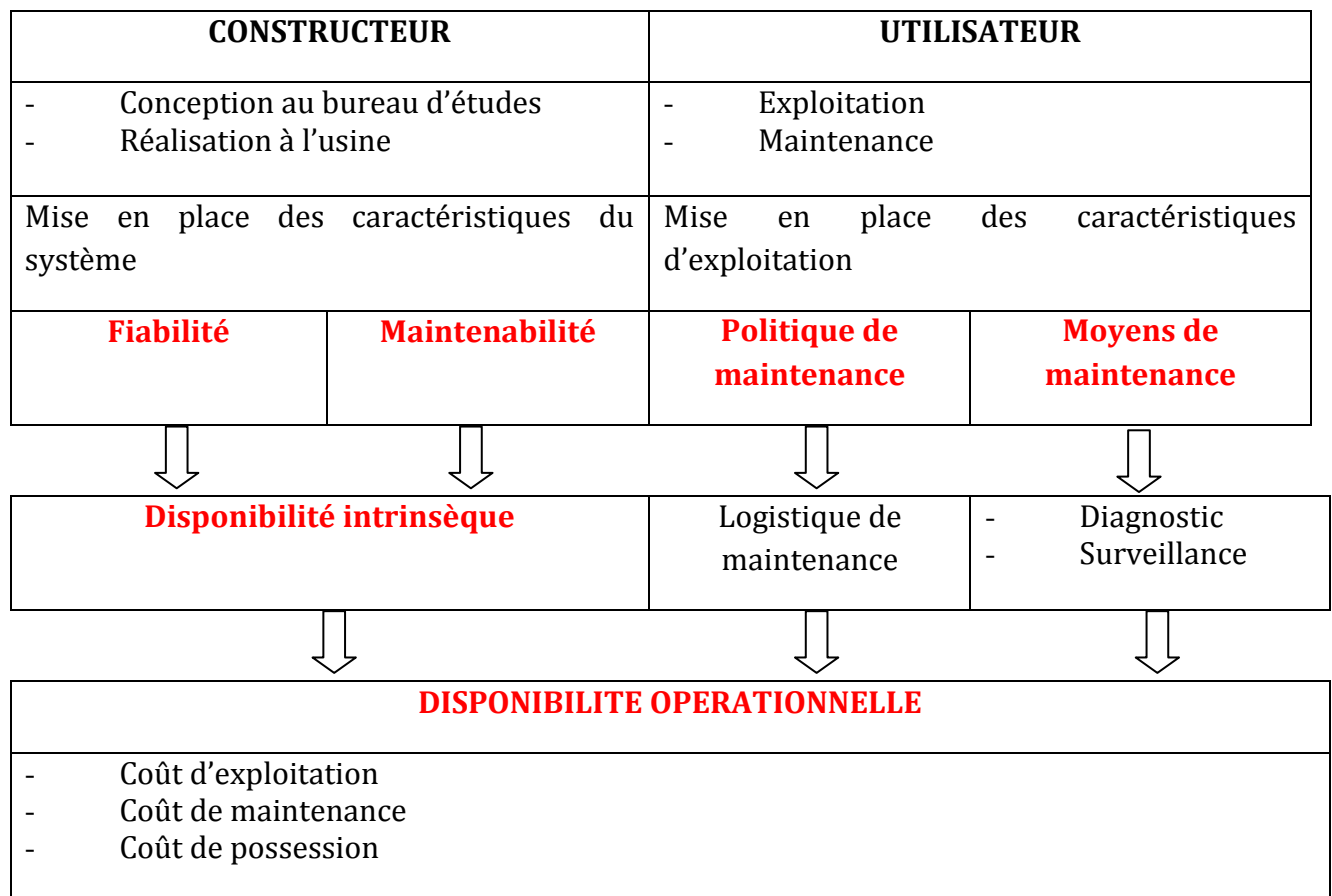 CONSTRUCTEUR
UTILISATEUR
- Conception au bureau d’études
- Réalisation à l’usine
- Exploitation
- Maintenance
Mise en place des caractéristiques du
système
Mise en place des caractéristiques
d’exploitation
Fiabilité
Maintenabilité
Politique de
maintenance
Moyens de
maintenance
Disponibilité intrinsèque
Logistique de
maintenance
- Diagnostic
- Surveillance
DISPONIBILITE OPERATIONNELLE
- Coût d’exploitation
- Coût de maintenance
- Coût de possession